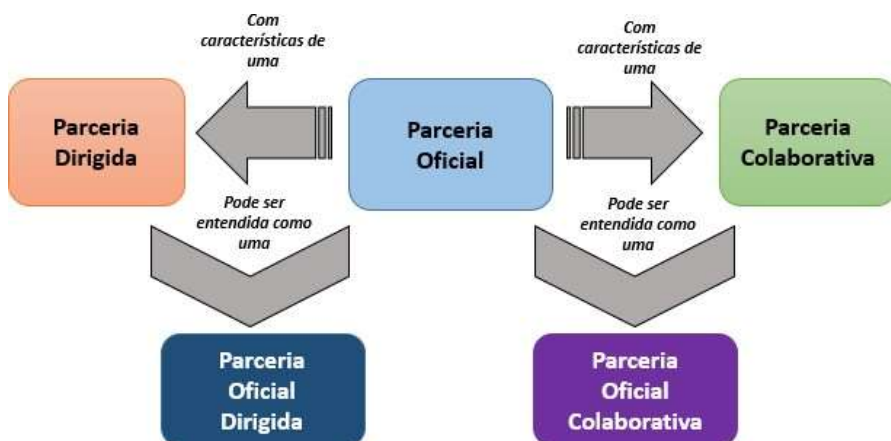 Com
características de
uma
Com
características de
uma
Parceria
Dirigida
Parceria
Oficial
Parceria
Colaborativa
Pode ser
entendida como
uma
Pode ser
entendida como
uma
Parceria
Oficial
Dirigida
Parceria
Oficial
Colaborativa